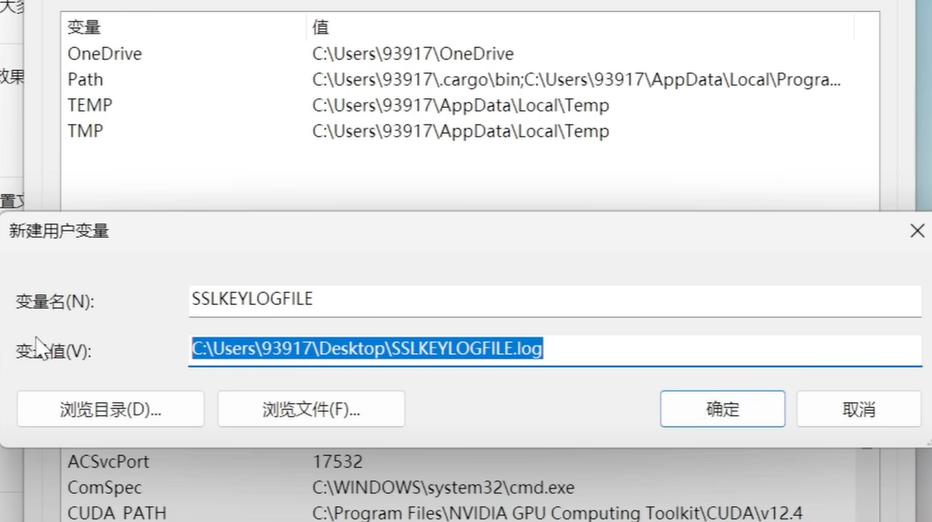 大多
变量 值
OneDrive C:\Users\93917\OneDrive
效果
Path C:\Users\93917\.cargo\bin;C:\Users\93917\AppData\Local\Progra...
TEMP C:\Users\93917\AppData\Local\Temp
TMP C:\Users\93917\AppData\Local\Temp
新建用户变量
变量名(N): SSLKEYLOGFILE
变量值(V): C:\Users\93917\Desktop\SSLKEYLOGFILE.log
浏览目录(D)... 浏览文件(F)... 确定 取消
ACSvcPort 17532
ComSpec C:\WINDOWS\system32\cmd.exe
CUDA_PATH C:\Program Files\NVIDIA GPU Computing Toolkit\CUDA\v12.4